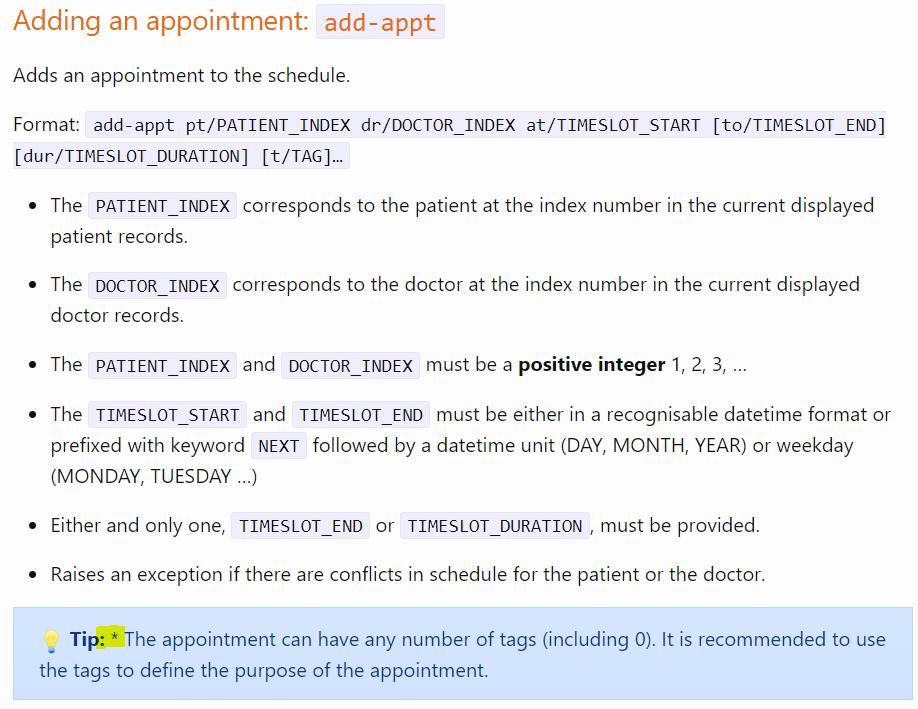 Adding an appointment: add-appt
Adds an appointment to the schedule.
Format: add-appt pt/PATIENT_INDEX dr/DOCTOR_INDEX at/TIMESLOT_START [to/TIMESLOT_END]
[dur/TIMESLOT_DURATION] [t/TAG]…
• The PATIENT_INDEX corresponds to the patient at the index number in the current displayed
patient records.
• The DOCTOR_INDEX corresponds to the doctor at the index number in the current displayed
doctor records.
• The PATIENT_INDEX and DOCTOR_INDEX must be a positive integer 1, 2, 3, …
• The TIMESLOT_START and TIMESLOT_END must be either in a recognisable datetime format or
prefixed with keyword NEXT followed by a datetime unit (DAY, MONTH, YEAR) or weekday
(MONDAY, TUESDAY …)
• Either and only one, TIMESLOT_END or TIMESLOT_DURATION, must be provided.
• Raises an exception if there are conflicts in schedule for the patient or the doctor.
💡 Tip: * The appointment can have any number of tags (including 0). It is recommended to use
the tags to define the purpose of the appointment.